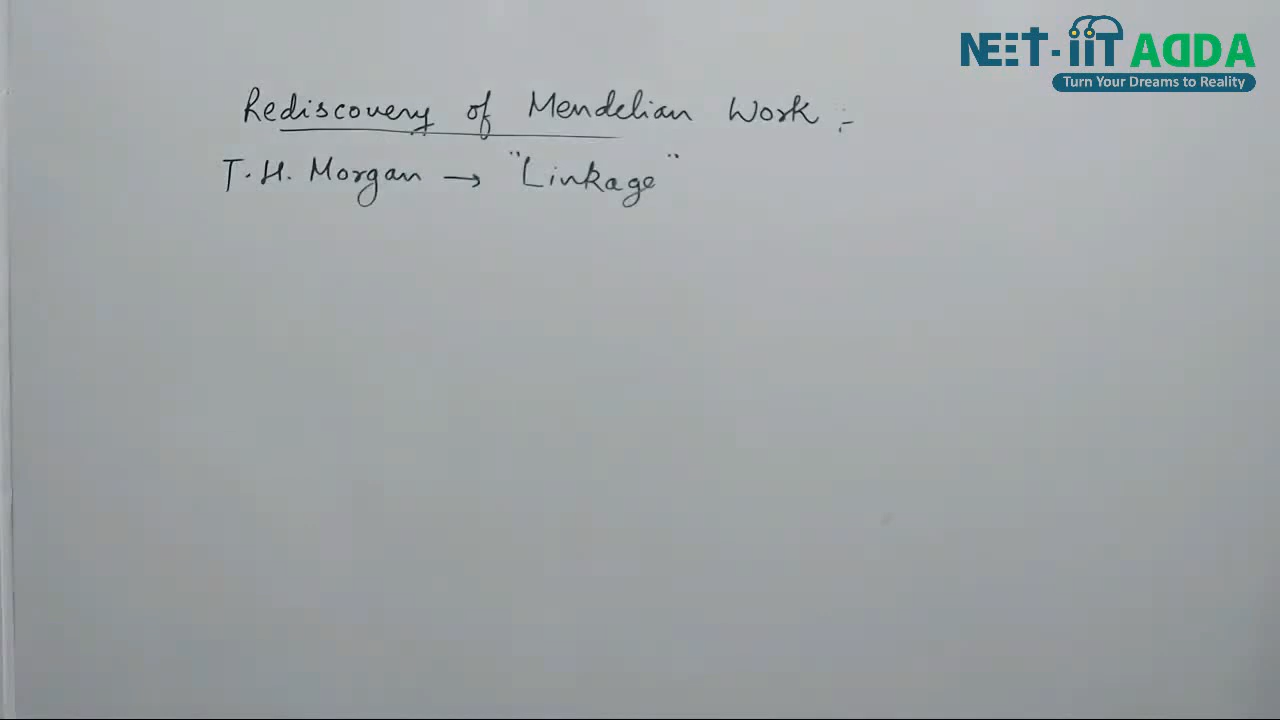 NEET-iiT ADDA
Turn Your Dreams to Reality
Rediscovery of Mendelian Work :-
T.H. Morgan → "Linkage"